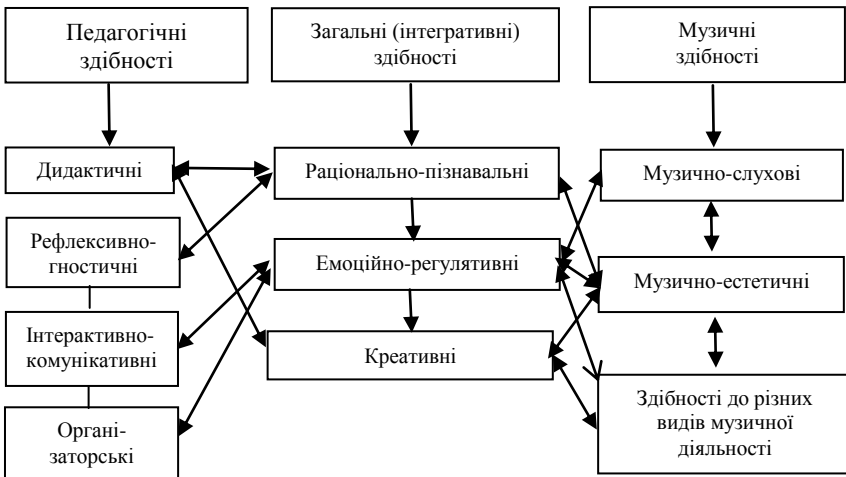 Педагогічні
здібності
Загальні (інтегративні)
здібності
Музичні
здібності
Дидактичні
Раціонально-пізнавальні
Музично-слухові
Рефлексивно-
гностичні
Емоційно-регулятивні
Музично-естетичні
Інтерактивно-
комунікативні
Креативні
Здібності до різних
видів музичної
діяльності
Органі-
заторські